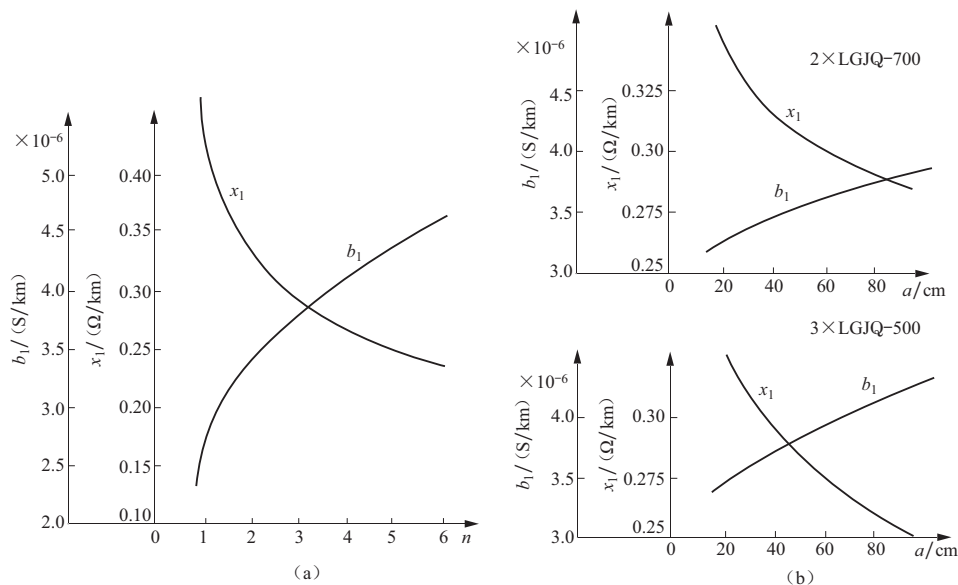 ×10⁻⁶
b₁/(S/km)
5.0
4.5
4.0
3.5
3.0
2.5
2.0
x₁/(Ω/km)
0.40
0.35
0.30
0.25
0.20
0.15
0.10
x₁
b₁
0 1 2 3 4 5 6 n
(a)
×10⁻⁶
b₁/(S/km)
4.5
4.0
3.5
3.0
x₁/(Ω/km)
0.325
0.30
0.275
0.25
2×LGJQ-700
x₁
b₁
0 20 40 60 80 a/cm
3×LGJQ-500
×10⁻⁶
b₁/(S/km)
4.0
3.5
3.0
x₁/(Ω/km)
0.30
0.275
0.25
x₁
b₁
0 20 40 60 80 a/cm
(b)